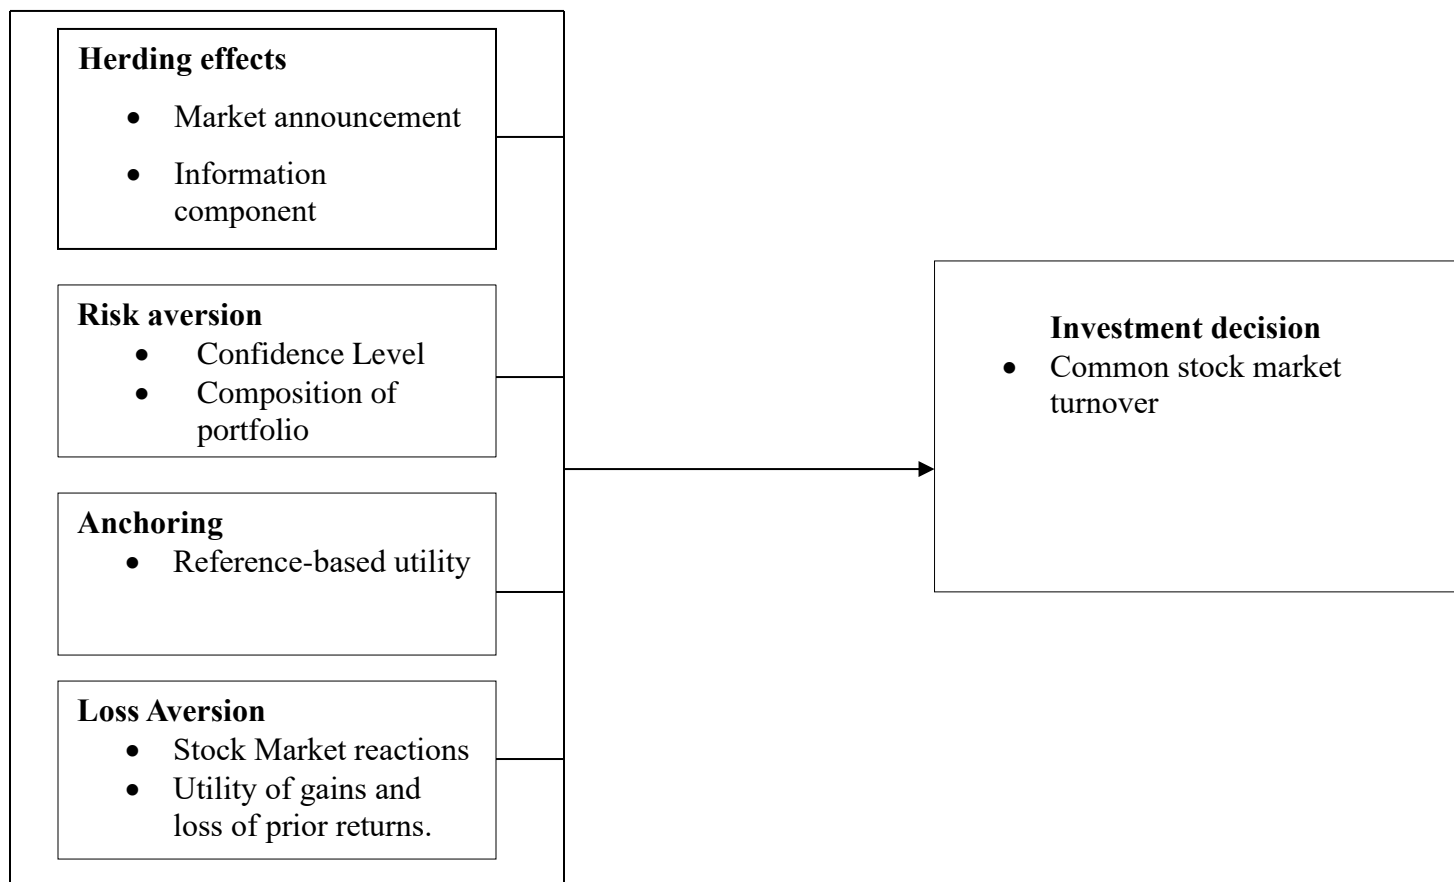 Herding effects
• Market announcement
• Information
component
Risk aversion
• Confidence Level
• Composition of
portfolio
Anchoring
• Reference-based utility
Loss Aversion
• Stock Market reactions
• Utility of gains and
loss of prior returns.
Investment decision
• Common stock market
turnover